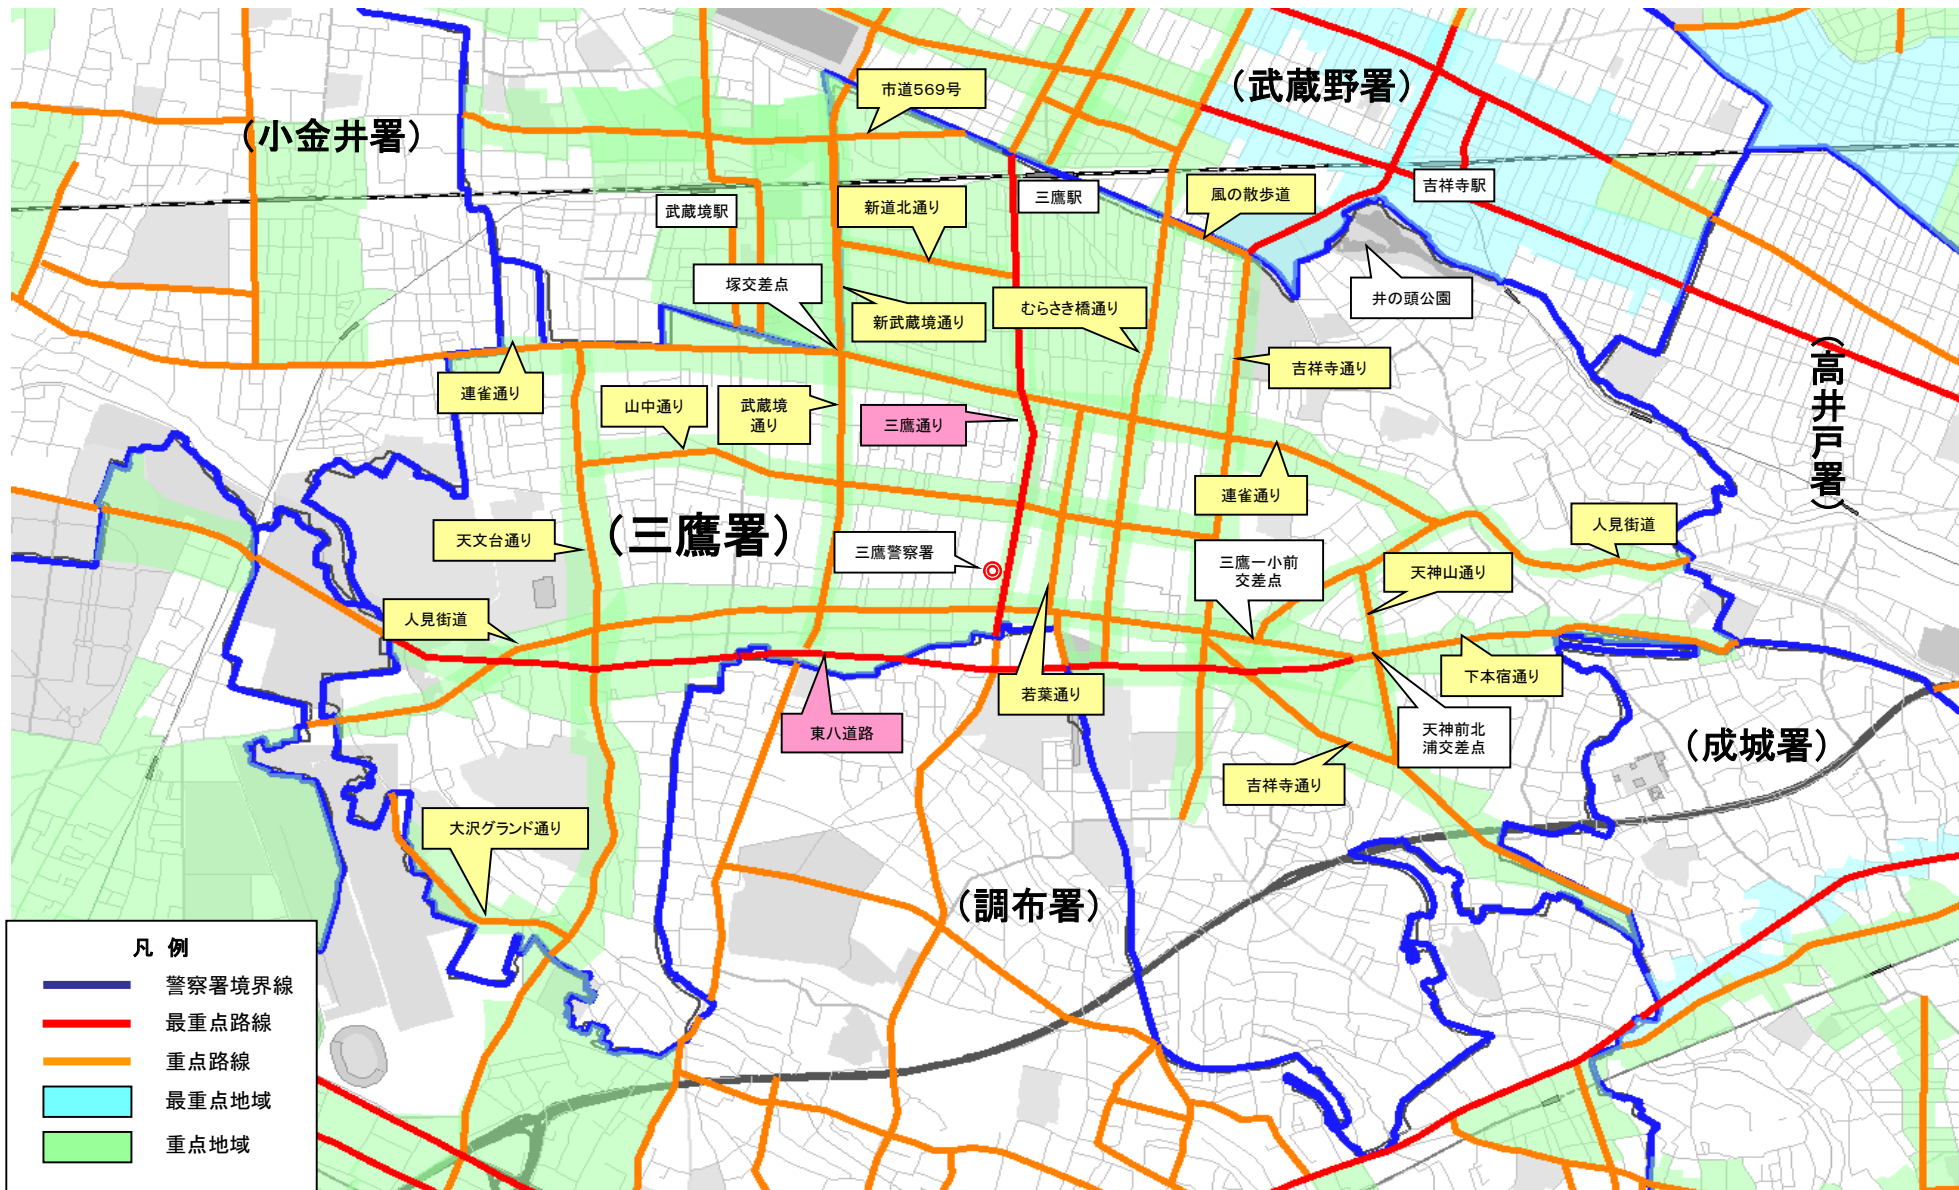 市道569号
(武蔵野署)
(小金井署)
武蔵境駅
新道北通り
三鷹駅
風の散歩道
吉祥寺駅
塚交差点
新武蔵境通り
むらさき橋通り
井の頭公園
吉祥寺通り
(高井戸署)
連雀通り
山中通り
武蔵境
通り
三鷹通り
連雀通り
人見街道
天文台通り
(三鷹署)
三鷹警察署
三鷹一小前
交差点
天神山通り
人見街道
下本宿通り
若葉通り
東八道路
天神前北
浦交差点
(成城署)
吉祥寺通り
大沢グランド通り
(調布署)
凡 例
警察署境界線
最重点路線
重点路線
最重点地域
重点地域